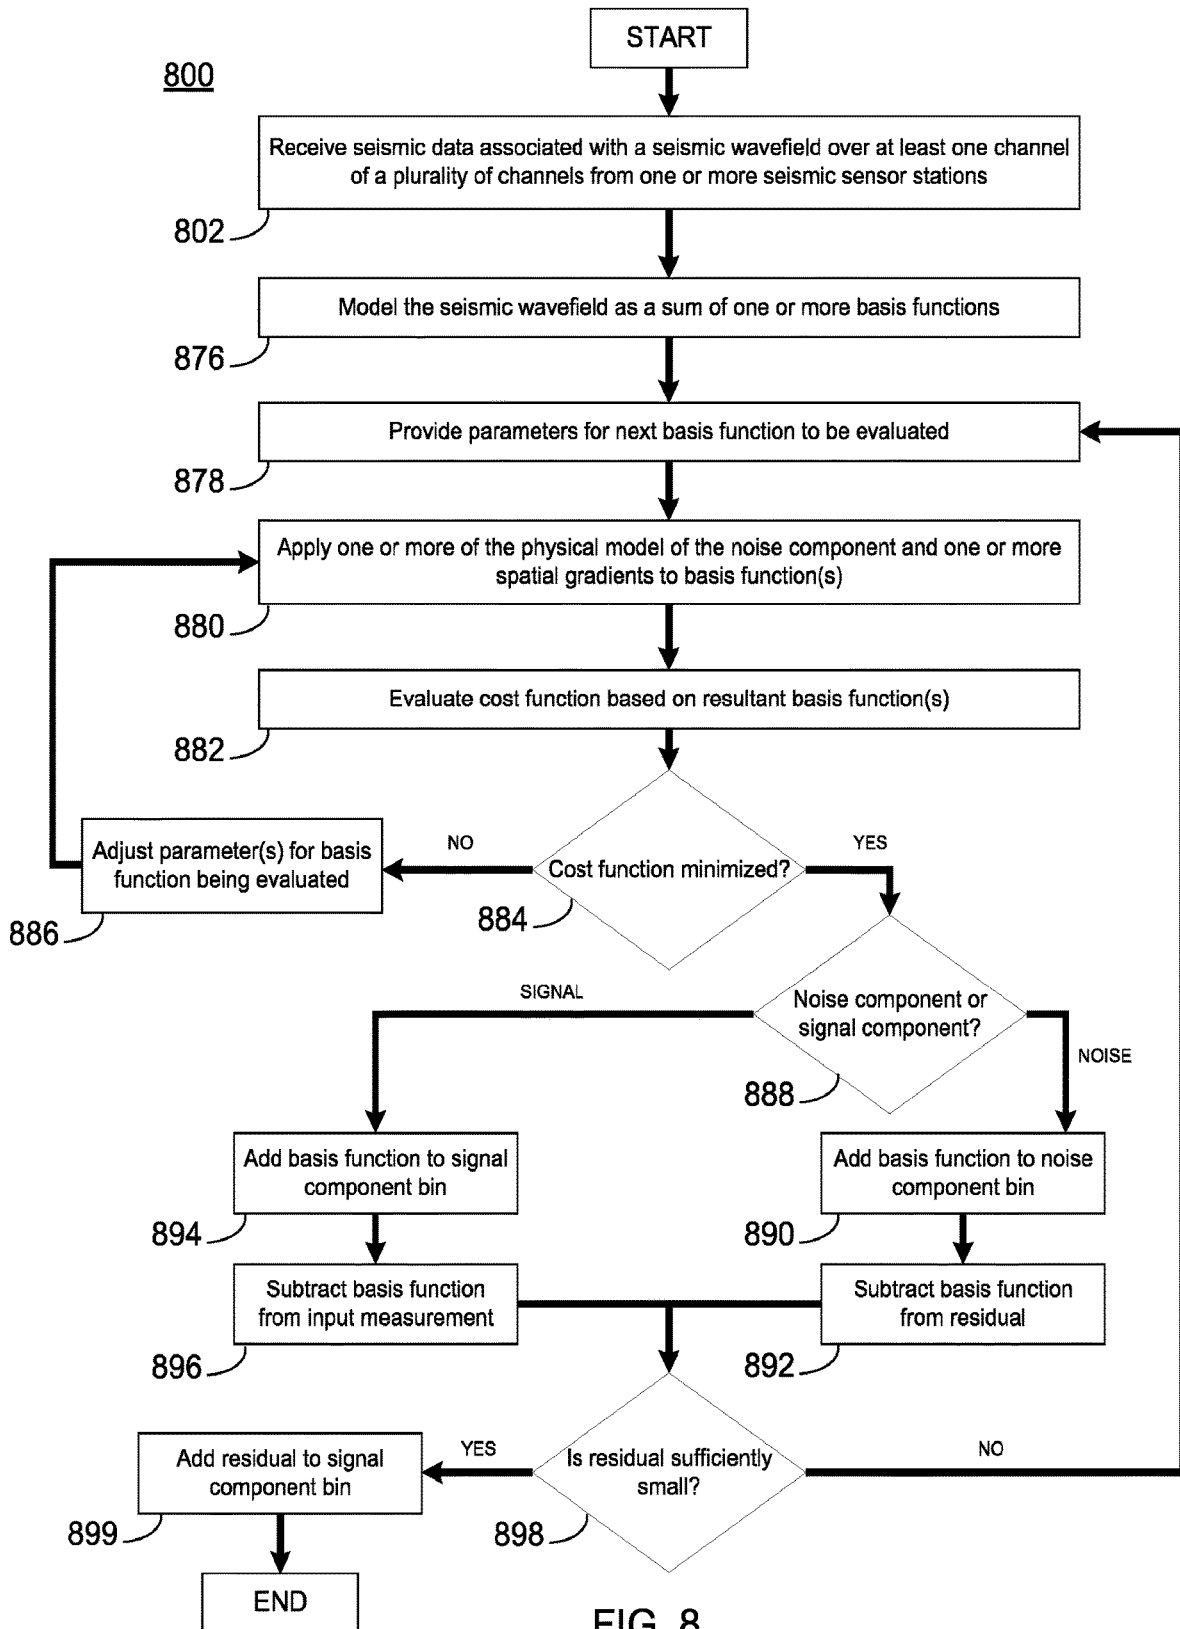 START
800
Receive seismic data associated with a seismic wavefield over at least one channel
of a plurality of channels from one or more seismic sensor stations
802
Model the seismic wavefield as a sum of one or more basis functions
876
Provide parameters for next basis function to be evaluated
878
Apply one or more of the physical model of the noise component and one or more
spatial gradients to basis function(s)
880
Evaluate cost function based on resultant basis function(s)
882
Adjust parameter(s) for basis
function being evaluated
886
NO
Cost function minimized?
884
YES
SIGNAL
Noise component or
signal component?
888
NOISE
Add basis function to signal
component bin
894
Add basis function to noise
component bin
890
Subtract basis function
from input measurement
896
Subtract basis function
from residual
892
Add residual to signal
component bin
899
YES
Is residual sufficiently
small?
898
NO
END
FIG. 8